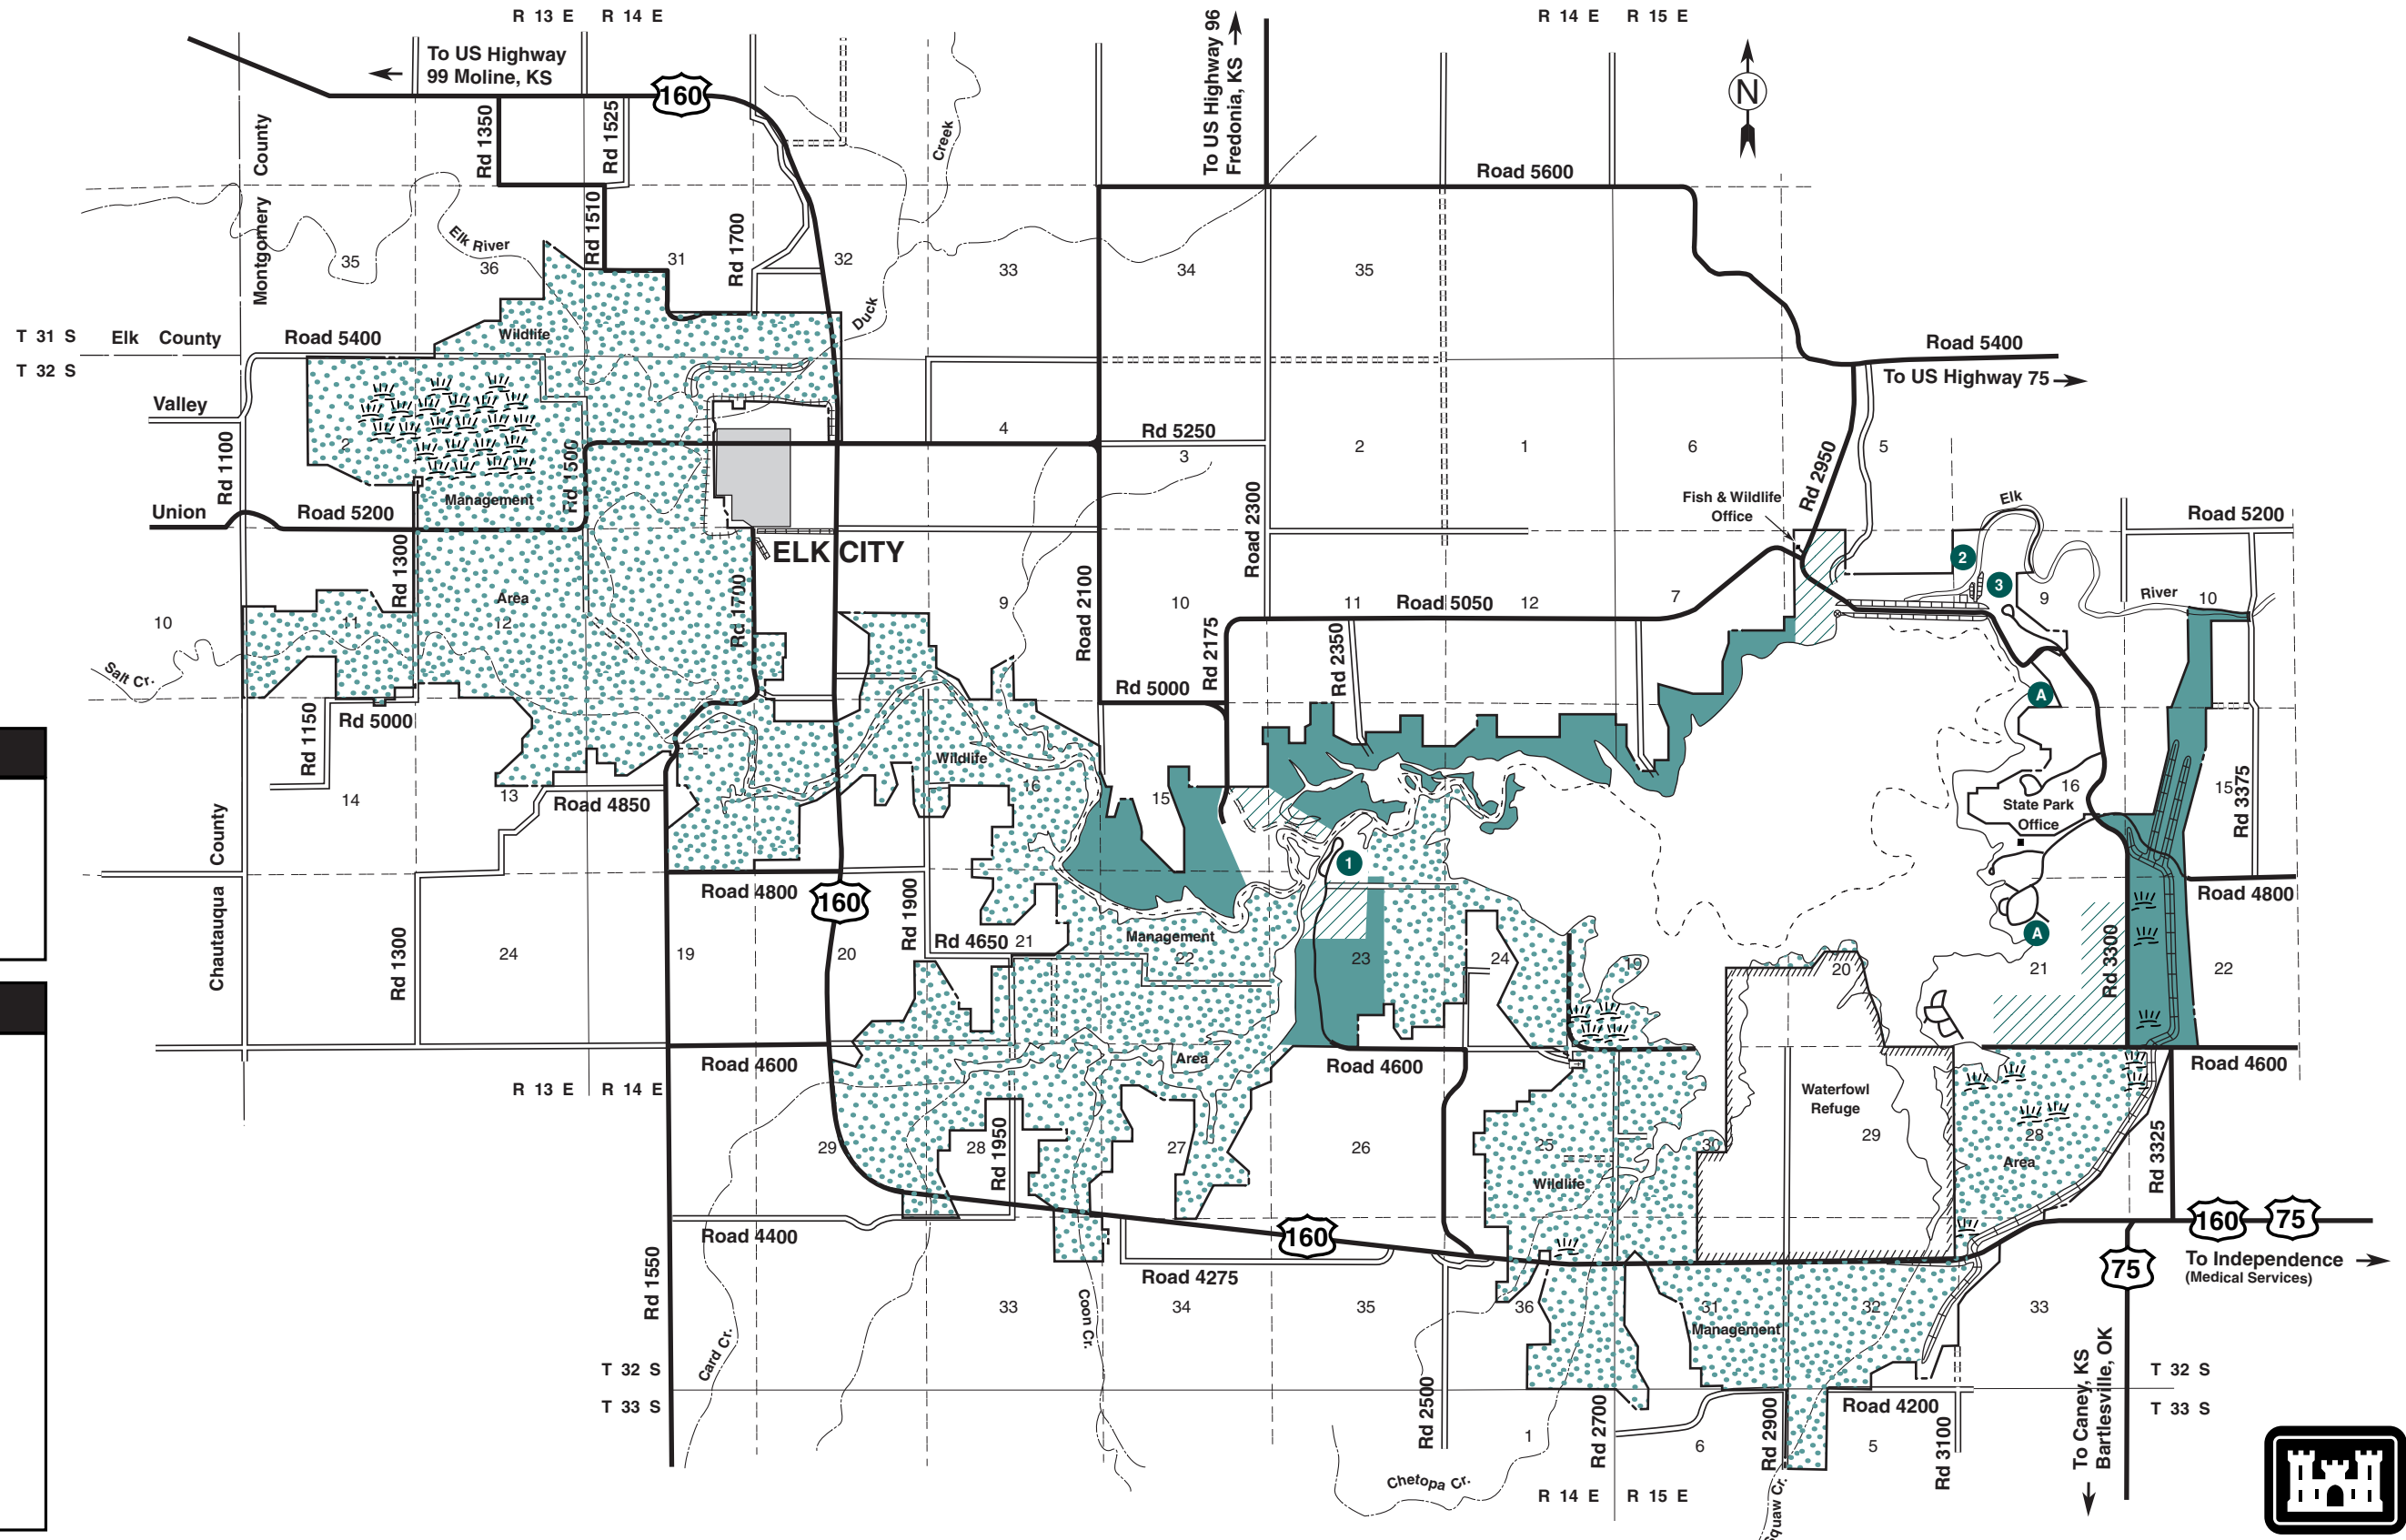 R 13 E R 14 E
R 14 E R 15 E
To US Highway
99 Moline, KS
160
To US Highway 96
Fredonia, KS
N
Rd 1350
Rd 1525
County
Montgomery
Creek
Road 5600
Rd 1510
Rd 1700
Elk River
35
36
31
32
33
34
35
Duck
T 31 S
Elk County
Road 5400
Wildlife
T 32 S
Road 5400
To US Highway 75
Valley
Rd 1100
2
Rd 1500
4
Rd 5250
3
2
1
6
5
Rd 2950
Management
Fish & Wildlife
Office
Elk
Union
Road 5200
Road 5200
ELK CITY
Road 2300
2
3
Rd 1300
Rd 1700
Area
10
11
12
9
Road 2100
10
11
Road 5050
12
7
9
River
10
Salt Cr.
Rd 2175
Rd 2350
Rd 5000
A
Rd 1150
Rd 5000
Wildlife
16
15
16
15
Rd 3375
State Park
Office
14
13
Road 4850
County
Chautauqua
1
Road 4800
160
Rd 1900
Road 4800
Rd 1300
24
19
20
Rd 4650
21
Management
22
23
24
19
20
A
21
Rd 3300
22
Road 4600
Area
Road 4600
Road 4600
R 13 E R 14 E
Waterfowl
Refuge
29
28
Rd 1950
27
26
25
30
29
28
Area
Rd 3325
Wildlife
Road 4400
160
160
75
Road 4275
75
To Independence
(Medical Services)
Rd 1550
33
34
35
36
31
32
33
Management
Card Cr.
Coon Cr.
T 32 S
T 33 S
Rd 2500
Rd 2700
Rd 2900
Road 4200
Rd 3100
To Caney, KS
Bartlesville, OK
T 32 S
T 33 S
1
6
5
Chetopa Cr.
R 14 E R 15 E
Squaw Cr.